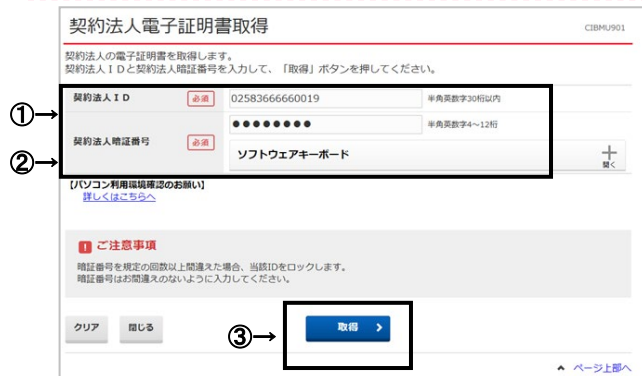 契約法人電子証明書取得
CIBMU901
契約法人の電子証明書を取得します。
契約法人IDと契約法人暗証番号を入力して、「取得」ボタンを押してください。
①→
契約法人ID 必須 02583666660019 半角英数字30桁以内
●●●●●●●● 半角英数字4～12桁
契約法人暗証番号 必須
②→
ソフトウェアキーボード
開く
【パソコン利用環境確認のお願い】
詳しくはこちらへ
ご注意事項
暗証番号を規定の回数以上間違えた場合、当該IDをロックします。
暗証番号はお間違えのないように入力してください。
クリア 閉じる ③→ 取得
ページ上部へ